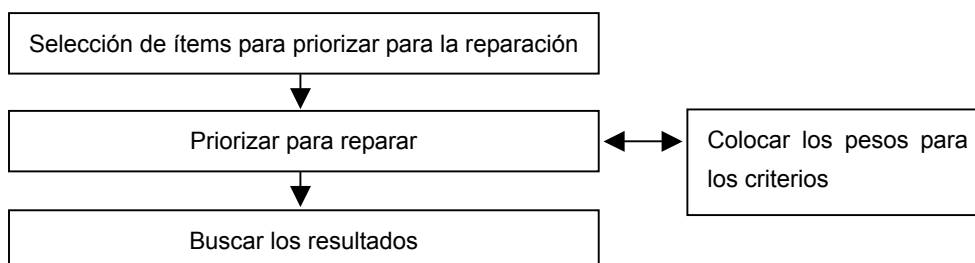 Selección de ítems para priorizar para la reparación
Priorizar para reparar
Colocar los pesos para
los criterios
Buscar los resultados